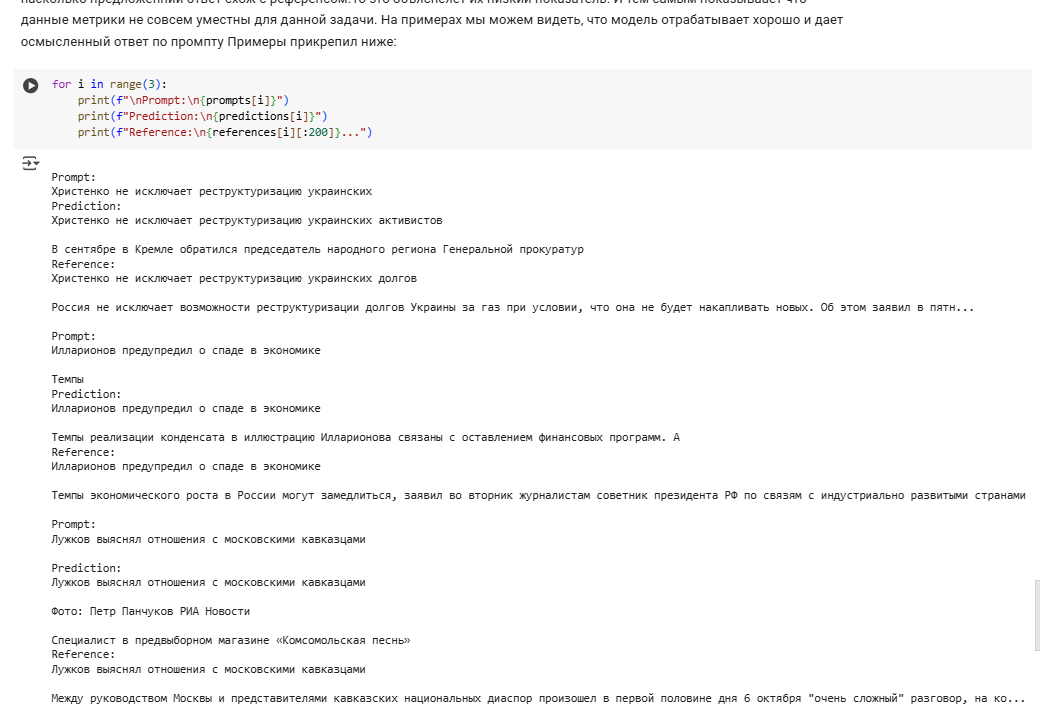 данные метрики не совсем уместны для данной задачи. На примерах мы можем видеть, что модель отрабатывает хорошо и дает
осмысленный ответ по промпту Примеры прикрепил ниже:
for i in range(3):
    print(f"\nPrompt:\n{prompts[i]}")
    print(f"Prediction:\n{predictions[i]}")
    print(f"Reference:\n{references[i][:200]}...")
Prompt:
Христенко не исключает реструктуризацию украинских
Prediction:
Христенко не исключает реструктуризацию украинских активистов
В сентябре в Кремле обратился председатель народного региона Генеральной прокуратур
Reference:
Христенко не исключает реструктуризацию украинских долгов
Россия не исключает возможности реструктуризации долгов Украины за газ при условии, что она не будет накапливать новых. Об этом заявил в пятн...
Prompt:
Илларионов предупредил о спаде в экономике
Темпы
Prediction:
Илларионов предупредил о спаде в экономике
Темпы реализации конденсата в иллюстрацию Илларионова связаны с оставлением финансовых программ. А
Reference:
Илларионов предупредил о спаде в экономике
Темпы экономического роста в России могут замедлиться, заявил во вторник журналистам советник президента РФ по связям с индустриально развитыми странами
Prompt:
Лужков выяснял отношения с московскими кавказцами
Prediction:
Лужков выяснял отношения с московскими кавказцами
Фото: Петр Панчуков РИА Новости
Специалист в предвыборном магазине «Комсомольская песнь»
Reference:
Лужков выяснял отношения с московскими кавказцами
Между руководством Москвы и представителями кавказских национальных диаспор произошел в первой половине дня 6 октября "очень сложный" разговор, на ко...